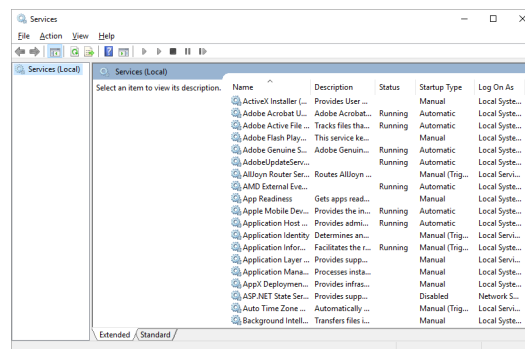 Services
File Action View Help
Services (Local)
Services (Local)
Select an item to view its description.
Name Description Status Startup Type Log On As
ActiveX Installer (... Provides User ... Manual Local Syste...
Adobe Acrobat U... Adobe Acrobat... Running Automatic Local Syste...
Adobe Active File ... Tracks files tha... Running Automatic Local Syste...
Adobe Flash Play... This service ke... Manual Local Syste...
Adobe Genuine S... Adobe Genuin... Running Automatic Local Syste...
AdobeUpdateServ... Running Automatic Local Syste...
AllJoyn Router Ser... Routes AllJoyn ... Manual (Trig... Local Servi...
AMD External Eve... Running Automatic Local Syste...
App Readiness Gets apps read... Manual Local Syste...
Apple Mobile Dev... Provides the in... Running Automatic Local Syste...
Application Host ... Provides admi... Running Automatic Local Syste...
Application Identity Determines an... Manual (Trig... Local Servi...
Application Infor... Facilitates the r... Running Manual (Trig... Local Syste...
Application Layer ... Provides supp... Manual Local Servi...
Application Mana... Processes insta... Manual Local Syste...
AppX Deploymen... Provides infras... Manual Local Syste...
ASP.NET State Ser... Provides supp... Disabled Network S...
Auto Time Zone ... Automatically ... Manual (Trig... Local Servi...
Background Intell... Transfers files i... Manual Local Syste...
Extended Standard